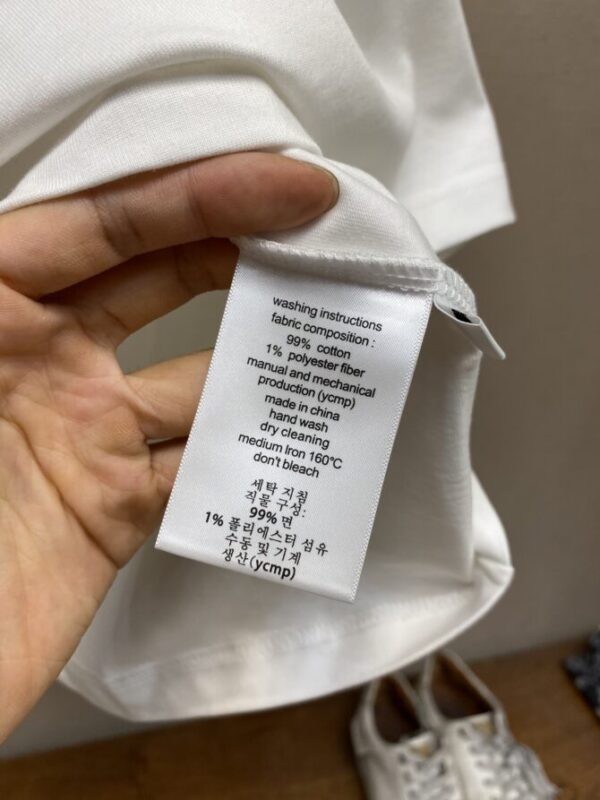 washing instructions
fabric composition :
99% cotton
1% polyester fiber
manual and mechanical
production (ycmp)
made in china
hand wash
dry cleaning
medium Iron 160°C
don't bleach
세탁 지침
직물 구성:
99% 면
1% 폴리에스터 섬유
수동 및 기계
생산(ycmp)